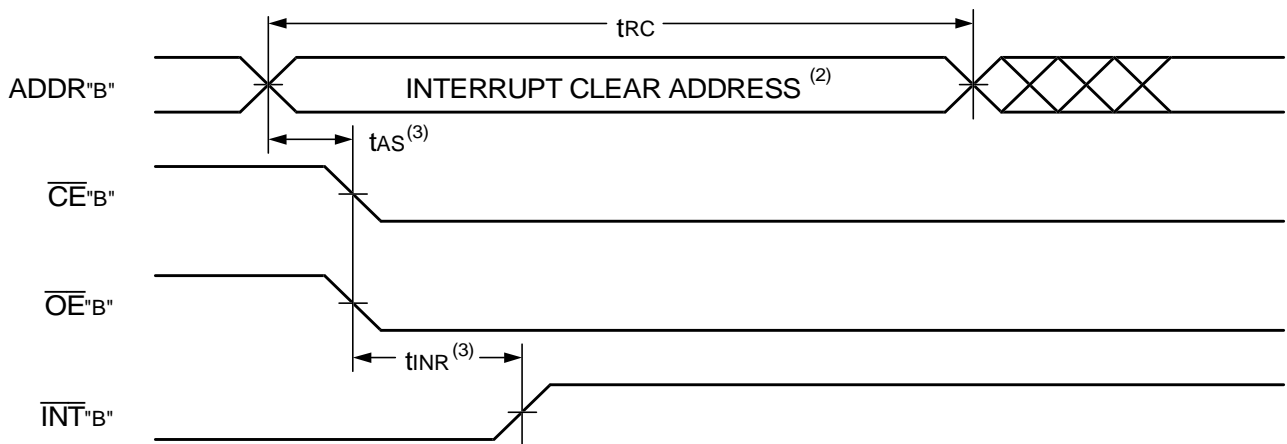 tRC
ADDR"B" INTERRUPT CLEAR ADDRESS (2)
tAS(3)
CE"B"
OE"B"
tINR(3)
INT"B"